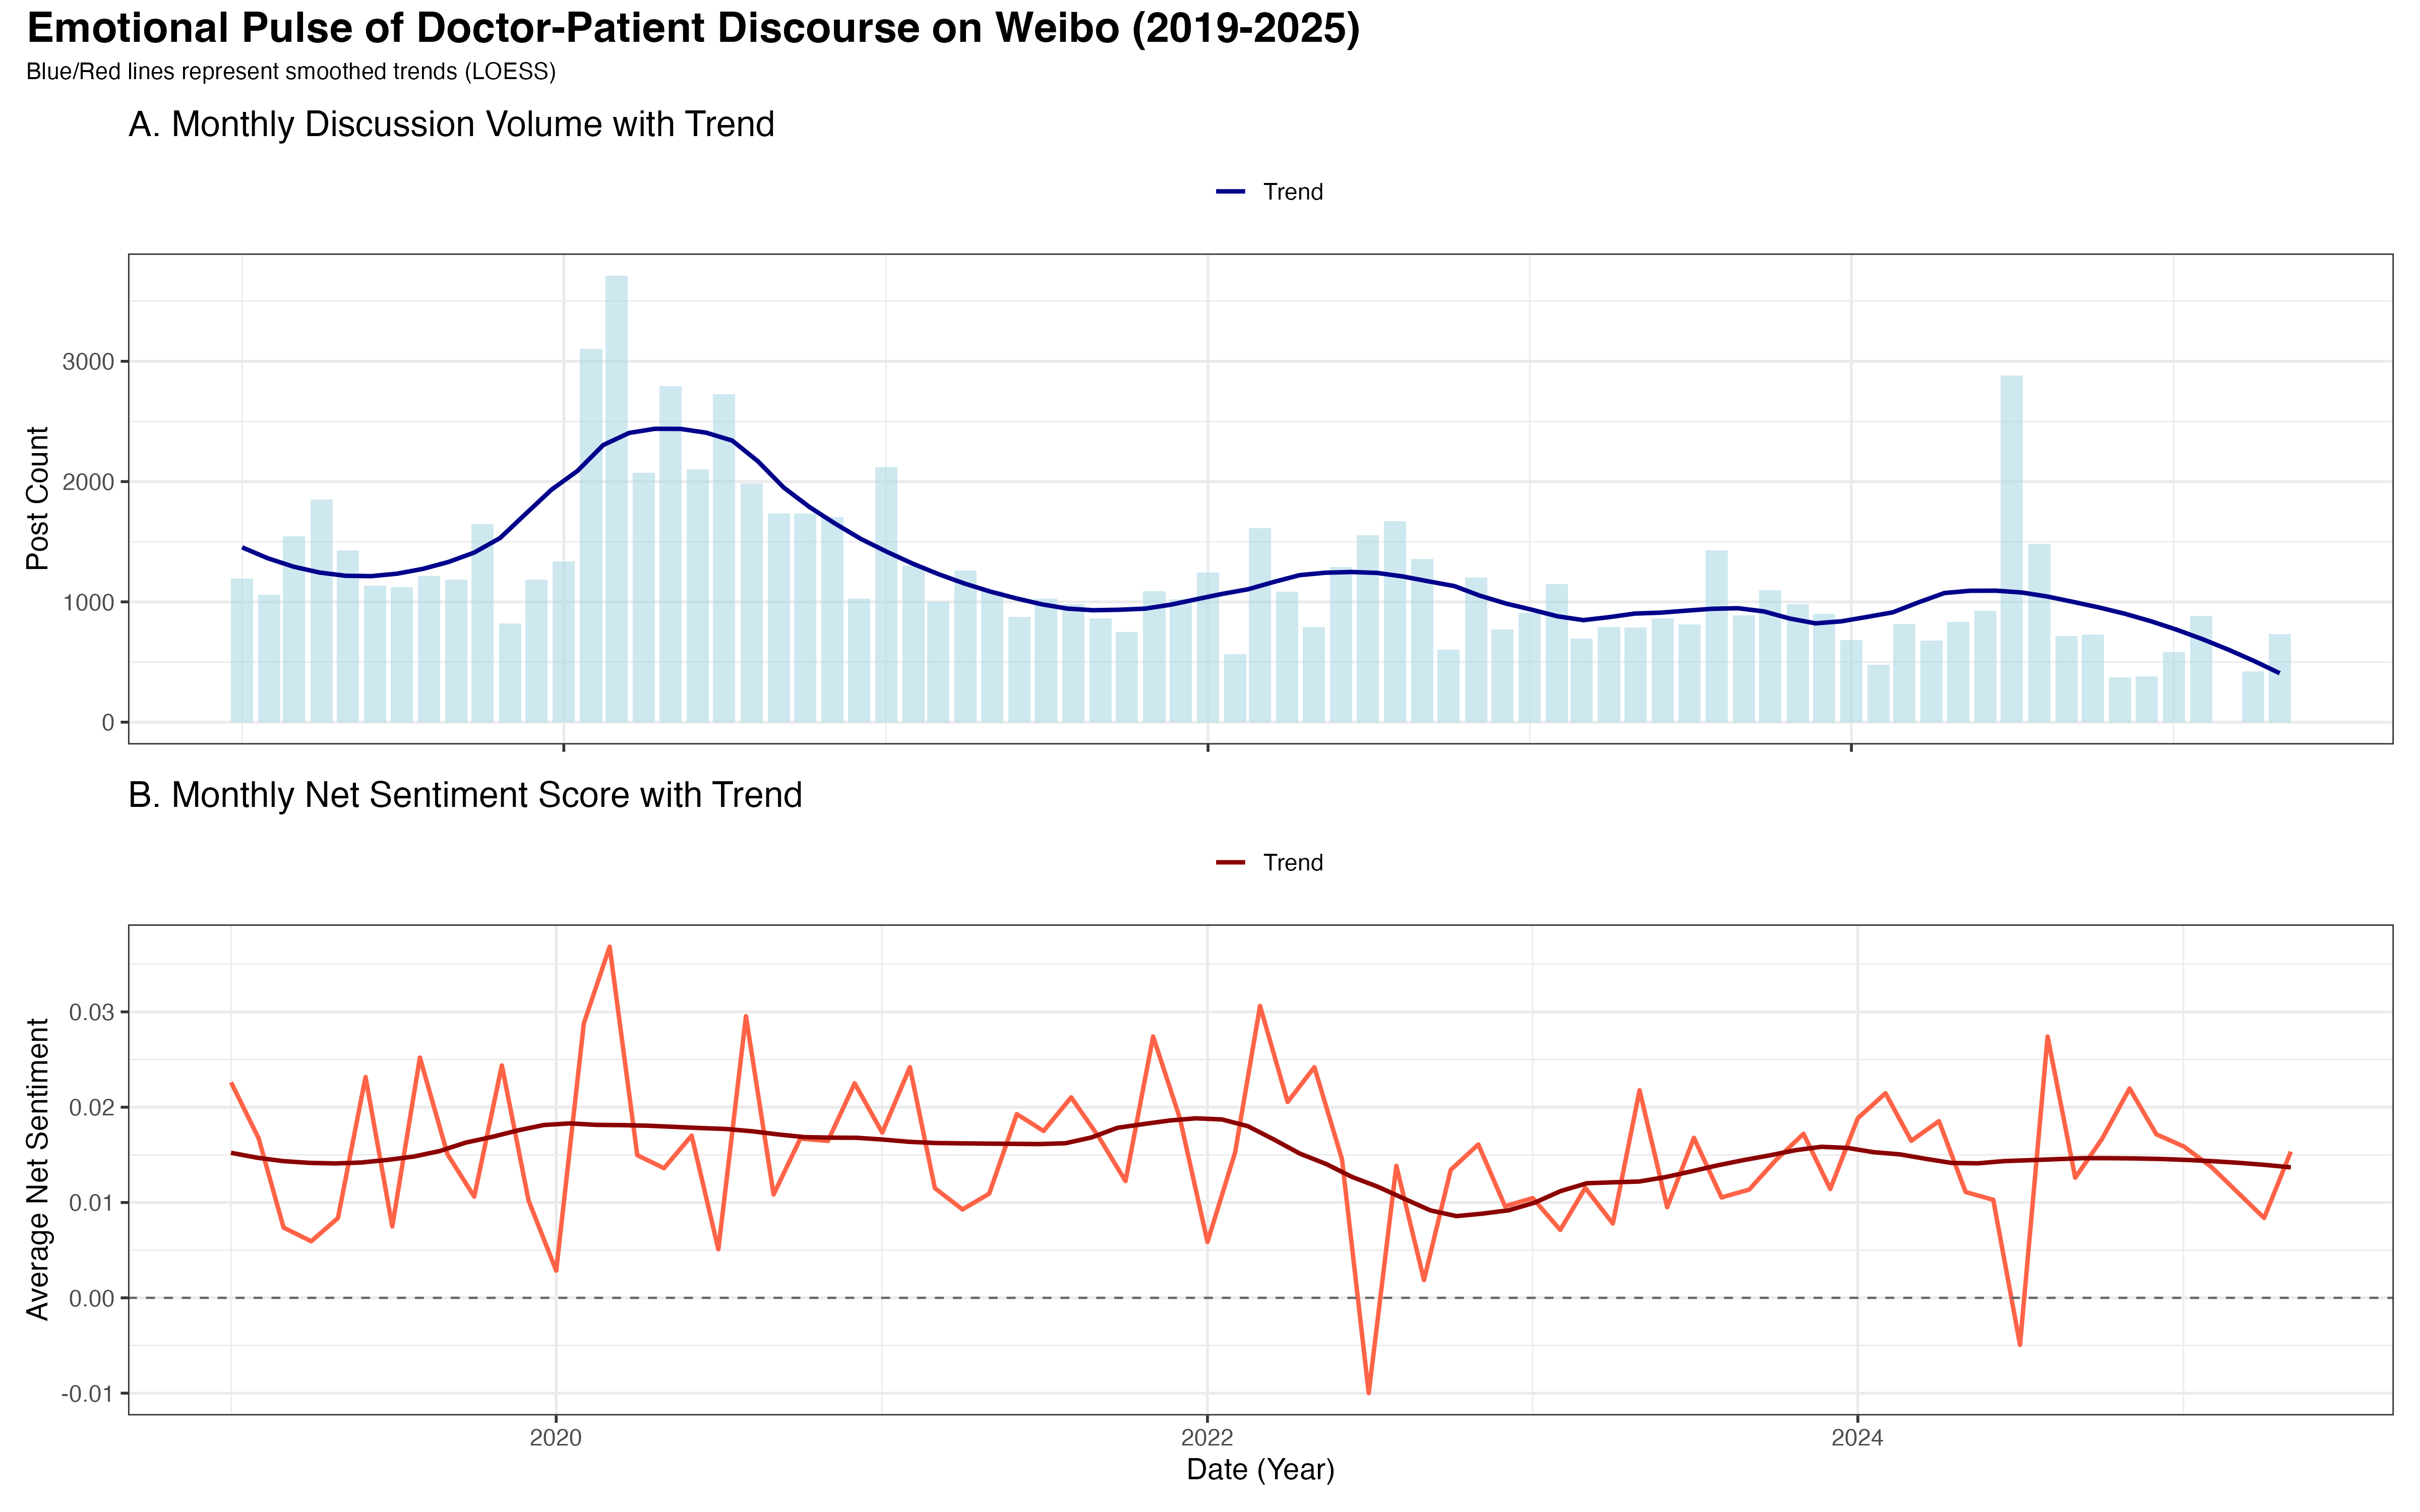 Emotional Pulse of Doctor-Patient Discourse on Weibo (2019-2025)
Blue/Red lines represent smoothed trends (LOESS)
A. Monthly Discussion Volume with Trend
Trend
Post Count
3000
2000
1000
0
B. Monthly Net Sentiment Score with Trend
Trend
Average Net Sentiment
0.03
0.02
0.01
0.00
-0.01
2020
2022
2024
Date (Year)